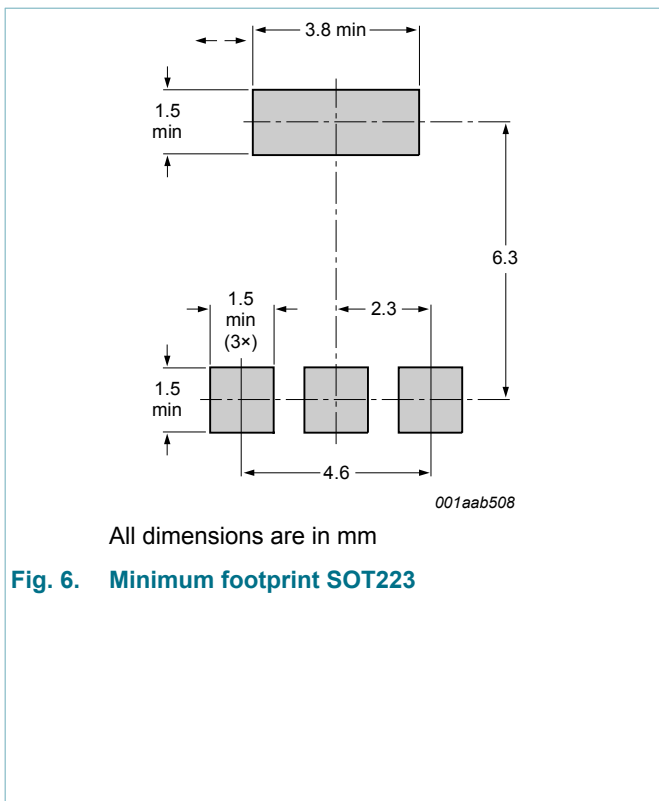 3.8 min
1.5
min
6.3
1.5
min
(3×)
2.3
1.5
min
4.6
001aab508
All dimensions are in mm
Fig. 6. Minimum footprint SOT223